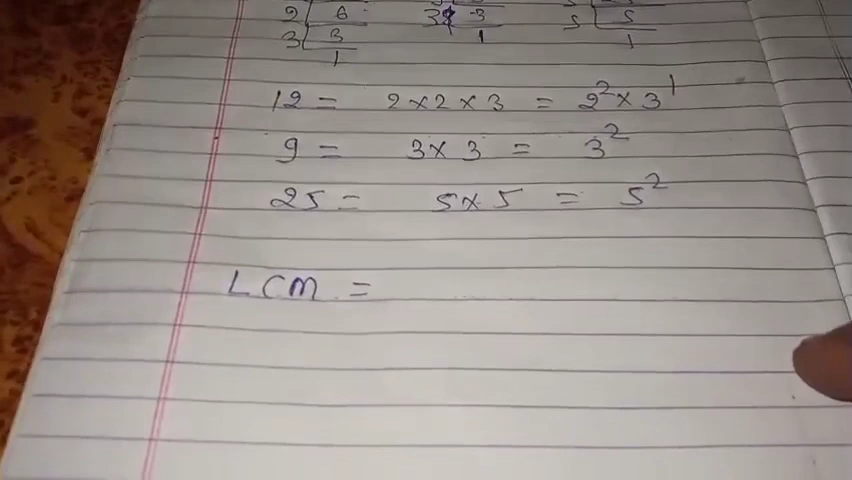 2 6 3 3 5 5
3 3 1 1
1
12 = 2 × 2 × 3 = 2² × 3¹
9 = 3 × 3 = 3²
25 = 5 × 5 = 5²
LCM =